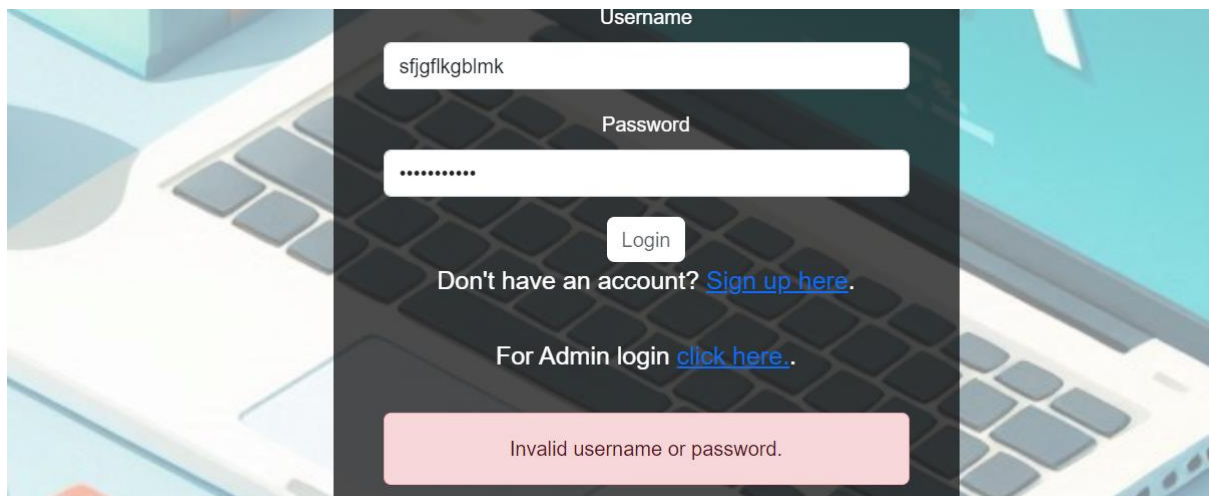 Username
sfjgflkgblmk
Password
•••••••••••
Login
Don't have an account? Sign up here.
For Admin login click here..
Invalid username or password.